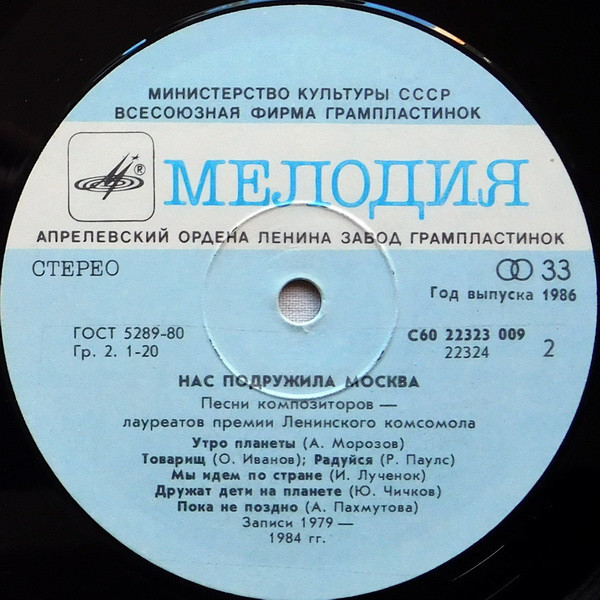 МИНИСТЕРСТВО КУЛЬТУРЫ СССР
ВСЕСОЮЗНАЯ ФИРМА ГРАМПЛАСТИНОК
® МЕЛОДИЯ
АПРЕЛЕВСКИЙ ОРДЕНА ЛЕНИНА ЗАВОД ГРАМПЛАСТИНОК
СТЕРЕО 33
Год выпуска 1986
ГОСТ 5289-80 С60 22323 009
Гр. 2. 1-20 22324 2
НАС ПОДРУЖИЛА МОСКВА
Песни композиторов —
лауреатов премии Ленинского комсомола
Утро планеты (А. Морозов)
Товарищ (О. Иванов); Радуйся (Р. Паулс)
Мы идем по стране (И. Лученок)
Дружат дети на планете (Ю. Чичков)
Пока не поздно (А. Пахмутова)
Записи 1979 —
1984 гг.